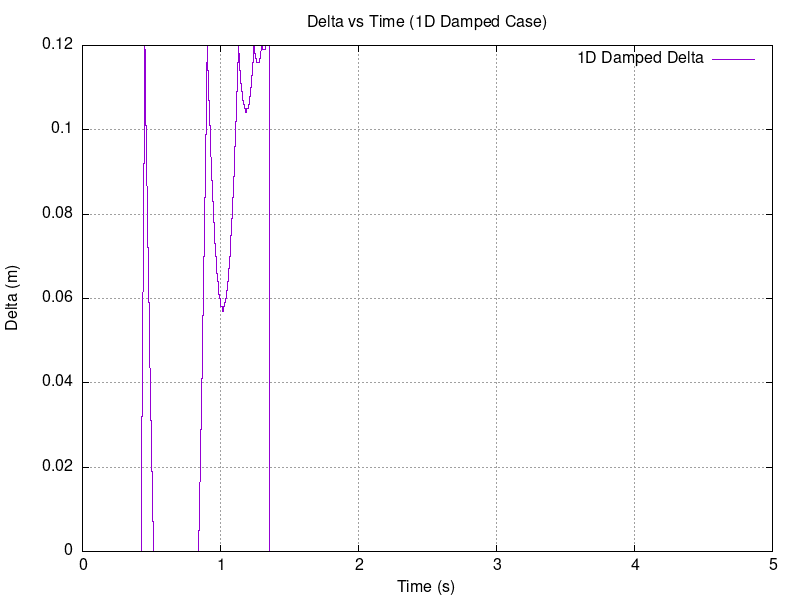 Delta vs Time (1D Damped Case)
1D Damped Delta
0.12
0.1
0.08
0.06
0.04
0.02
0
Delta (m)
0 1 2 3 4 5
Time (s)